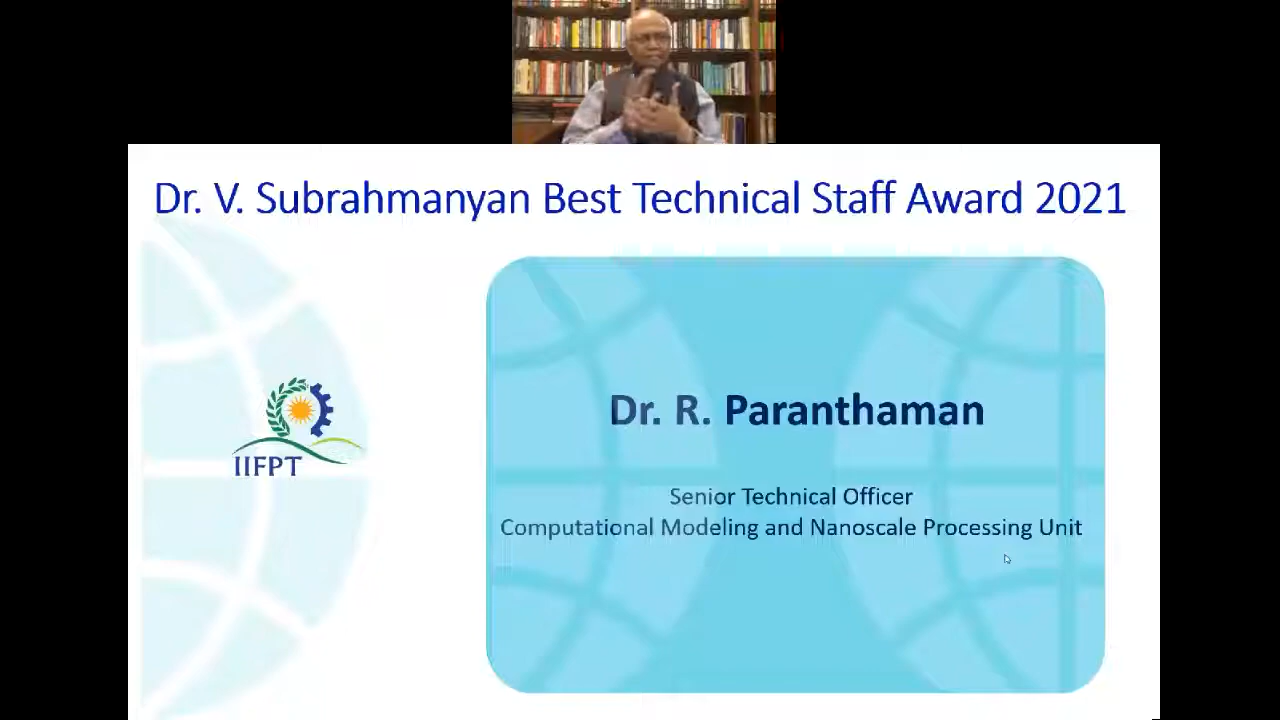 Dr. V. Subrahmanyan Best Technical Staff Award 2021
Dr. R. Paranthaman
IIFPT
Senior Technical Officer
Computational Modeling and Nanoscale Processing Unit